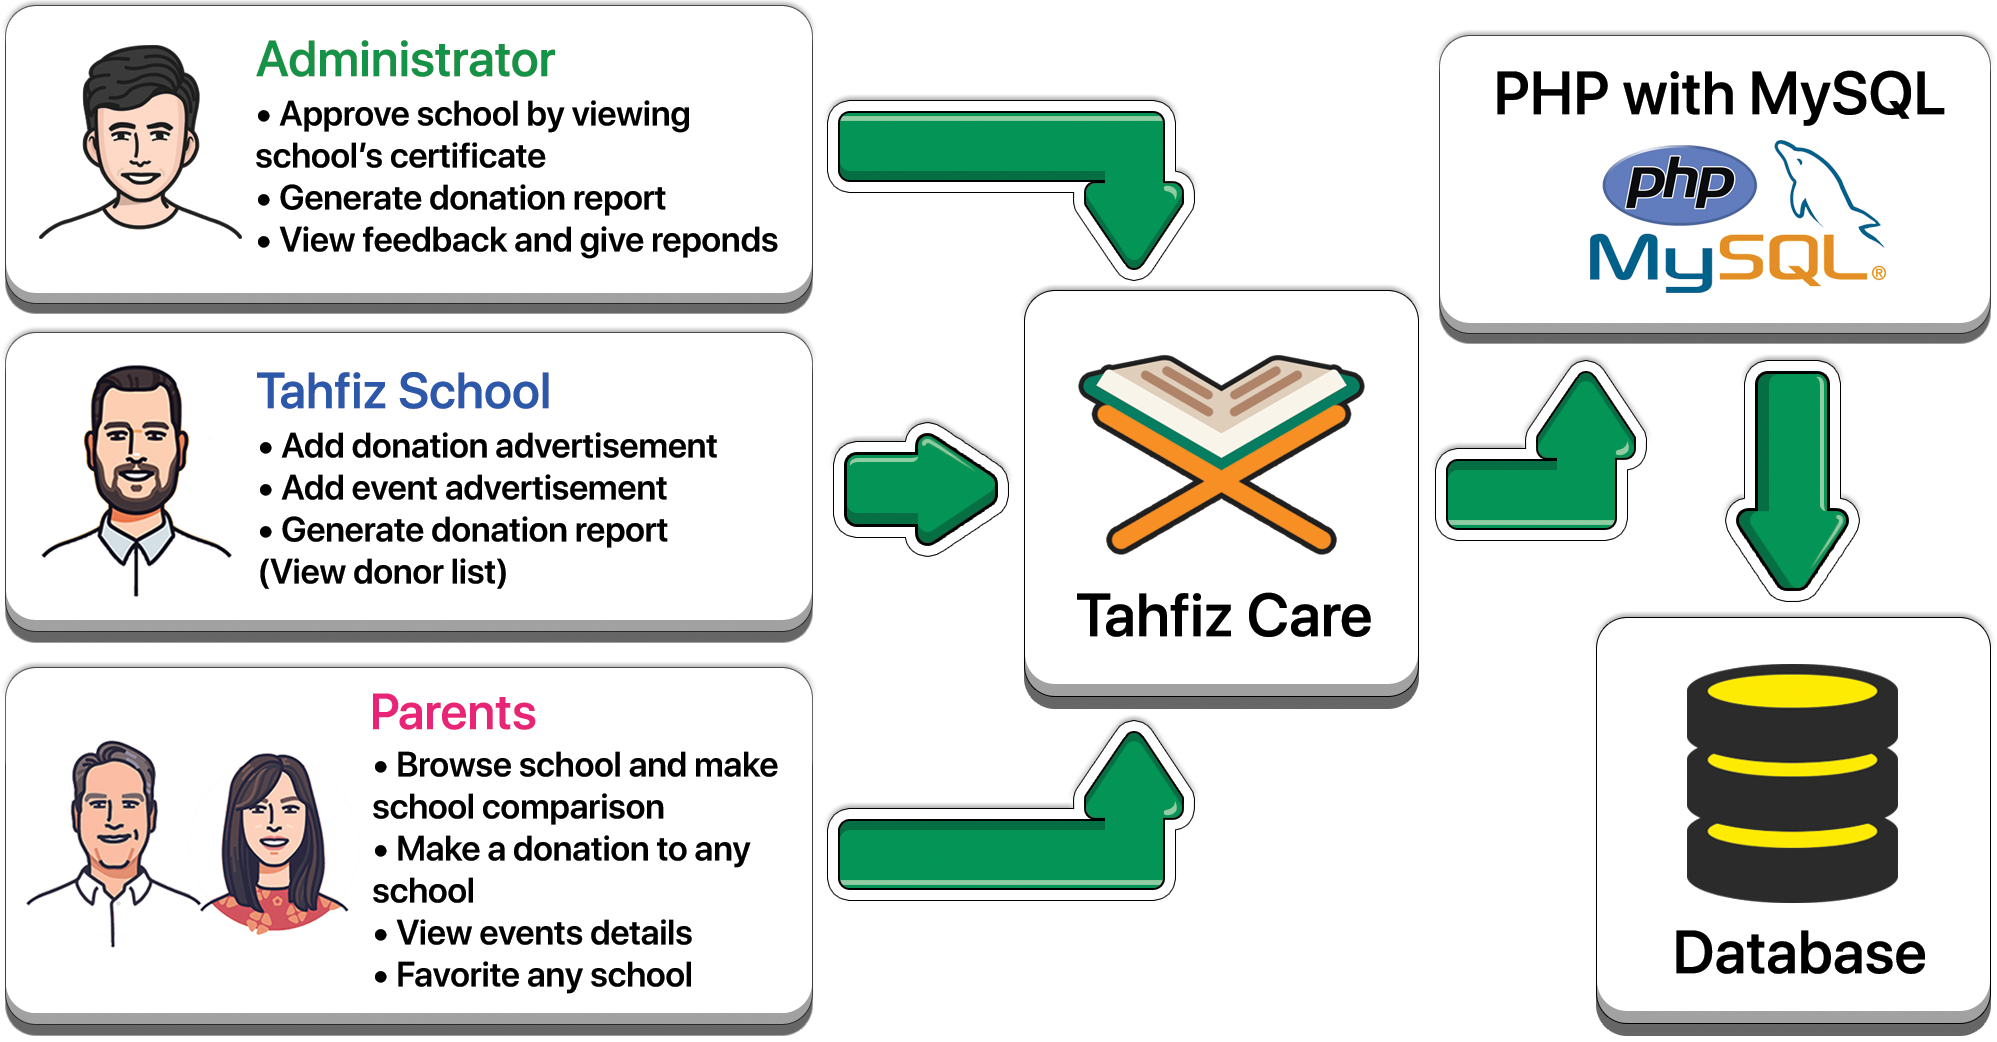 Administrator
• Approve school by viewing
school’s certificate
• Generate donation report
• View feedback and give reponds
Tahfiz School
• Add donation advertisement
• Add event advertisement
• Generate donation report
(View donor list)
Parents
• Browse school and make
school comparison
• Make a donation to any
school
• View events details
• Favorite any school
Tahfiz Care
PHP with MySQL
php
MySQL®
Database